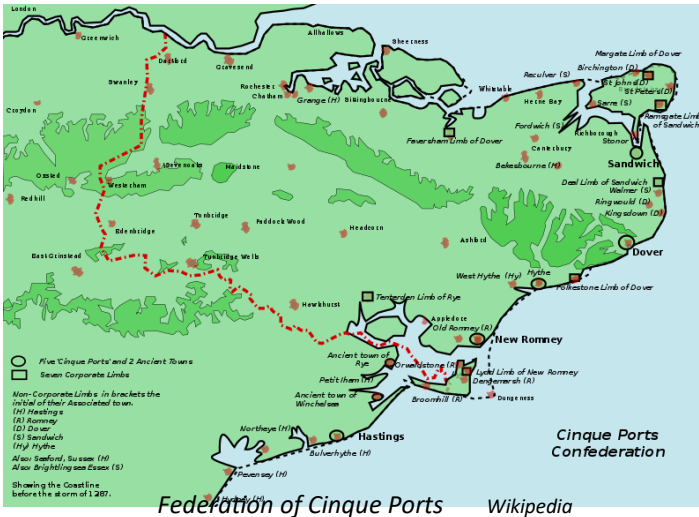 London
Greenwich
Dartford
Gravesend
Allhallows
Sheerness
Swanley
Rochester
Chatham
Grange (H)
Sittingbourne
Whitstable
Reculver (S)
Herne Bay
Margate Limb of Dover
Birchington (D)
St Johns (D)
St Peters (D)
Sarre (S)
Ramsgate Limb
of Sandwich
Croydon
Fordwich (S)
Richborough
Stonor
Faversham Limb of Dover
Canterbury
Bekesbourne (H)
Sandwich
Sevenoaks
Maidstone
Oxsted
Westerham
Deal Limb of Sandwich
Walmer (S)
Ringwould (D)
Kingsdown (D)
Redhill
Edenbridge
Tonbridge
Paddock Wood
Headcorn
Ashford
Dover
East Grinstead
Tunbridge Wells
West Hythe (Hy)
Hythe
Folkestone Limb of Dover
Hawkhurst
Tenterden Limb of Rye
Appledore
Old Romney (R)
New Romney
Five 'Cinque Ports' and 2 Ancient Towns
Seven Corporate Limbs
Ancient town of
Rye
Orwaldstone (R)
Lydd Limb of New Romney
Dengemarsh (R)
Petit Iham (H)
Broomhill (R)
Dungeness
Ancient town of
Winchelsea
Non-Corporate Limbs in brackets the
initial of their Associated town.
(H) Hastings
(R) Romney
(D) Dover
(S) Sandwich
(Hy) Hythe
Also: Seaford, Sussex (H)
Also: Brightlingsea Essex (S)
Northeye (H)
Hastings
Bulverhythe (H)
Cinque Ports
Confederation
Pevensey (H)
Showing the Coastline
before the storm of 1287.
Hydney (H)
Federation of Cinque Ports
Wikipedia